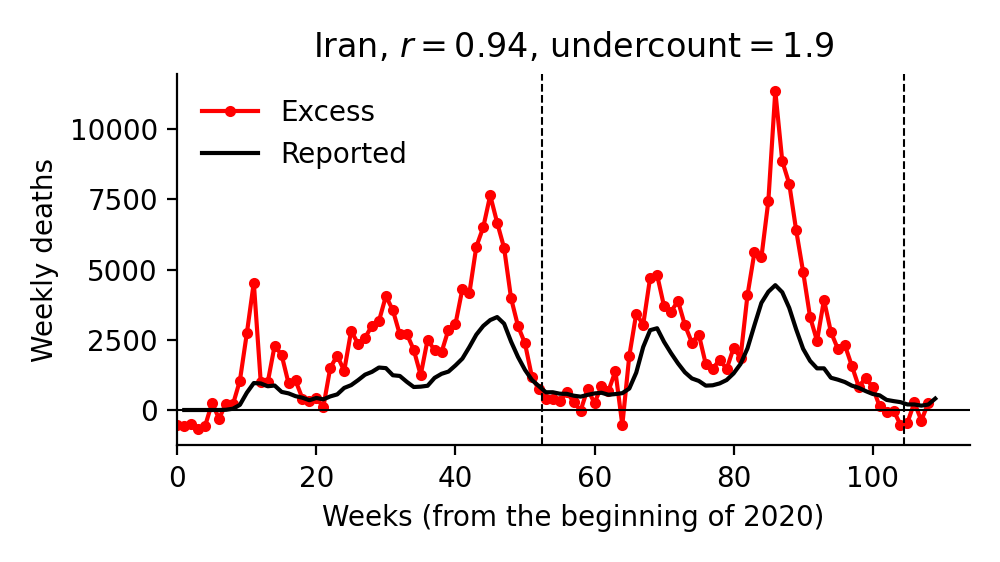 Iran, r = 0.94, undercount = 1.9
Excess
Reported
Weekly deaths
10000
7500
5000
2500
0
0 20 40 60 80 100
Weeks (from the beginning of 2020)